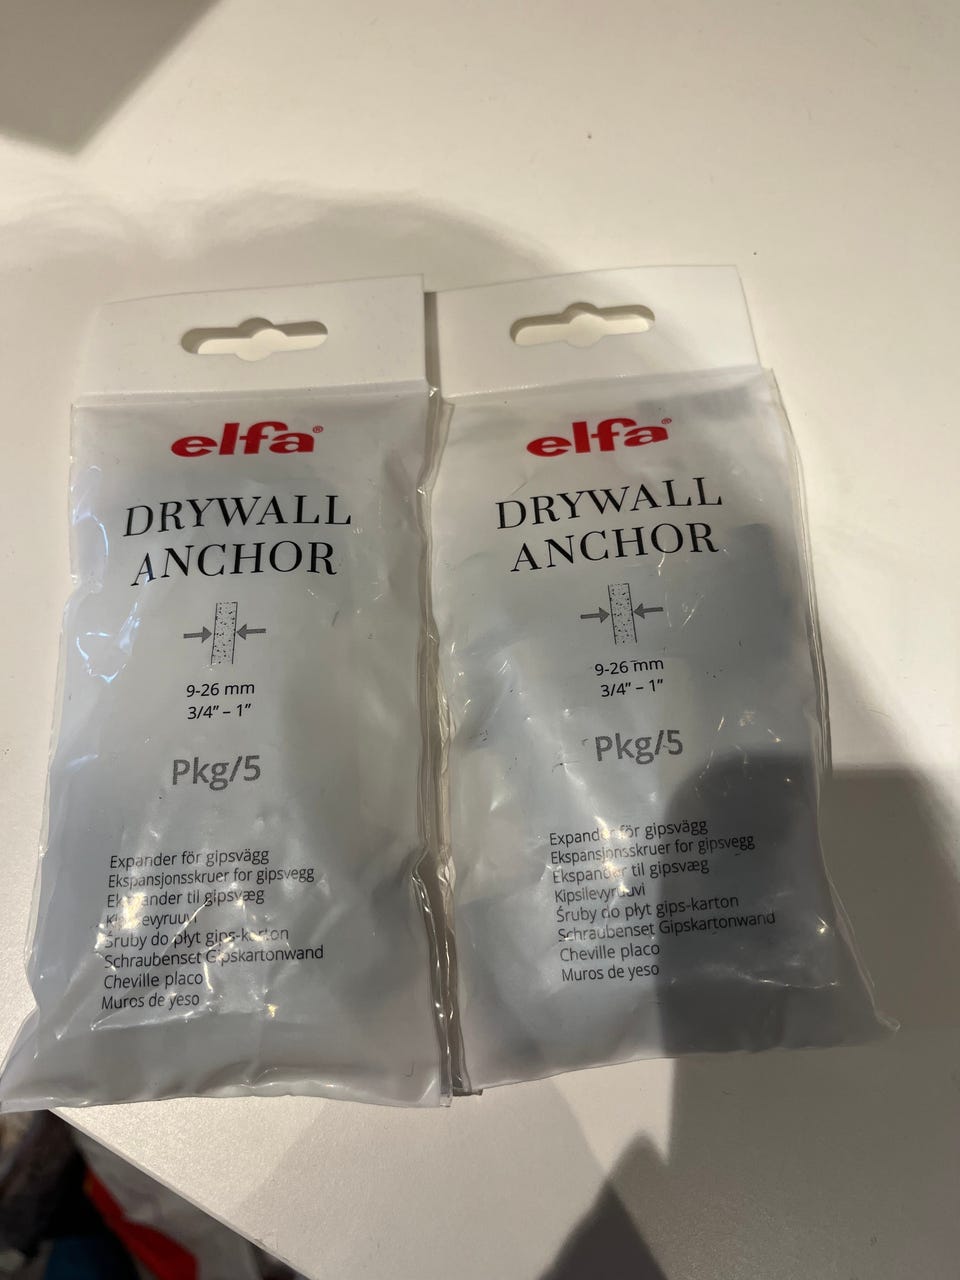 elfa®
DRYWALL
ANCHOR
9-26 mm
3/4” – 1”
Pkg/5
Expander för gipsvägg
Ekspansjonsskruer for gipsvegg
Ekspander til gipsvæg
Kipsilevyruuvi
Śruby do płyt gips-karton
Schraubenset Gipskartonwand
Cheville placo
Muros de yeso
elfa®
DRYWALL
ANCHOR
9-26 mm
3/4” – 1”
Pkg/5
Expander för gipsvägg
Ekspansjonsskruer for gipsvegg
Ekspander til gipsvæg
Kipsilevyruuvi
Śruby do płyt gips-karton
Schraubenset Gipskartonwand
Cheville placo
Muros de yeso